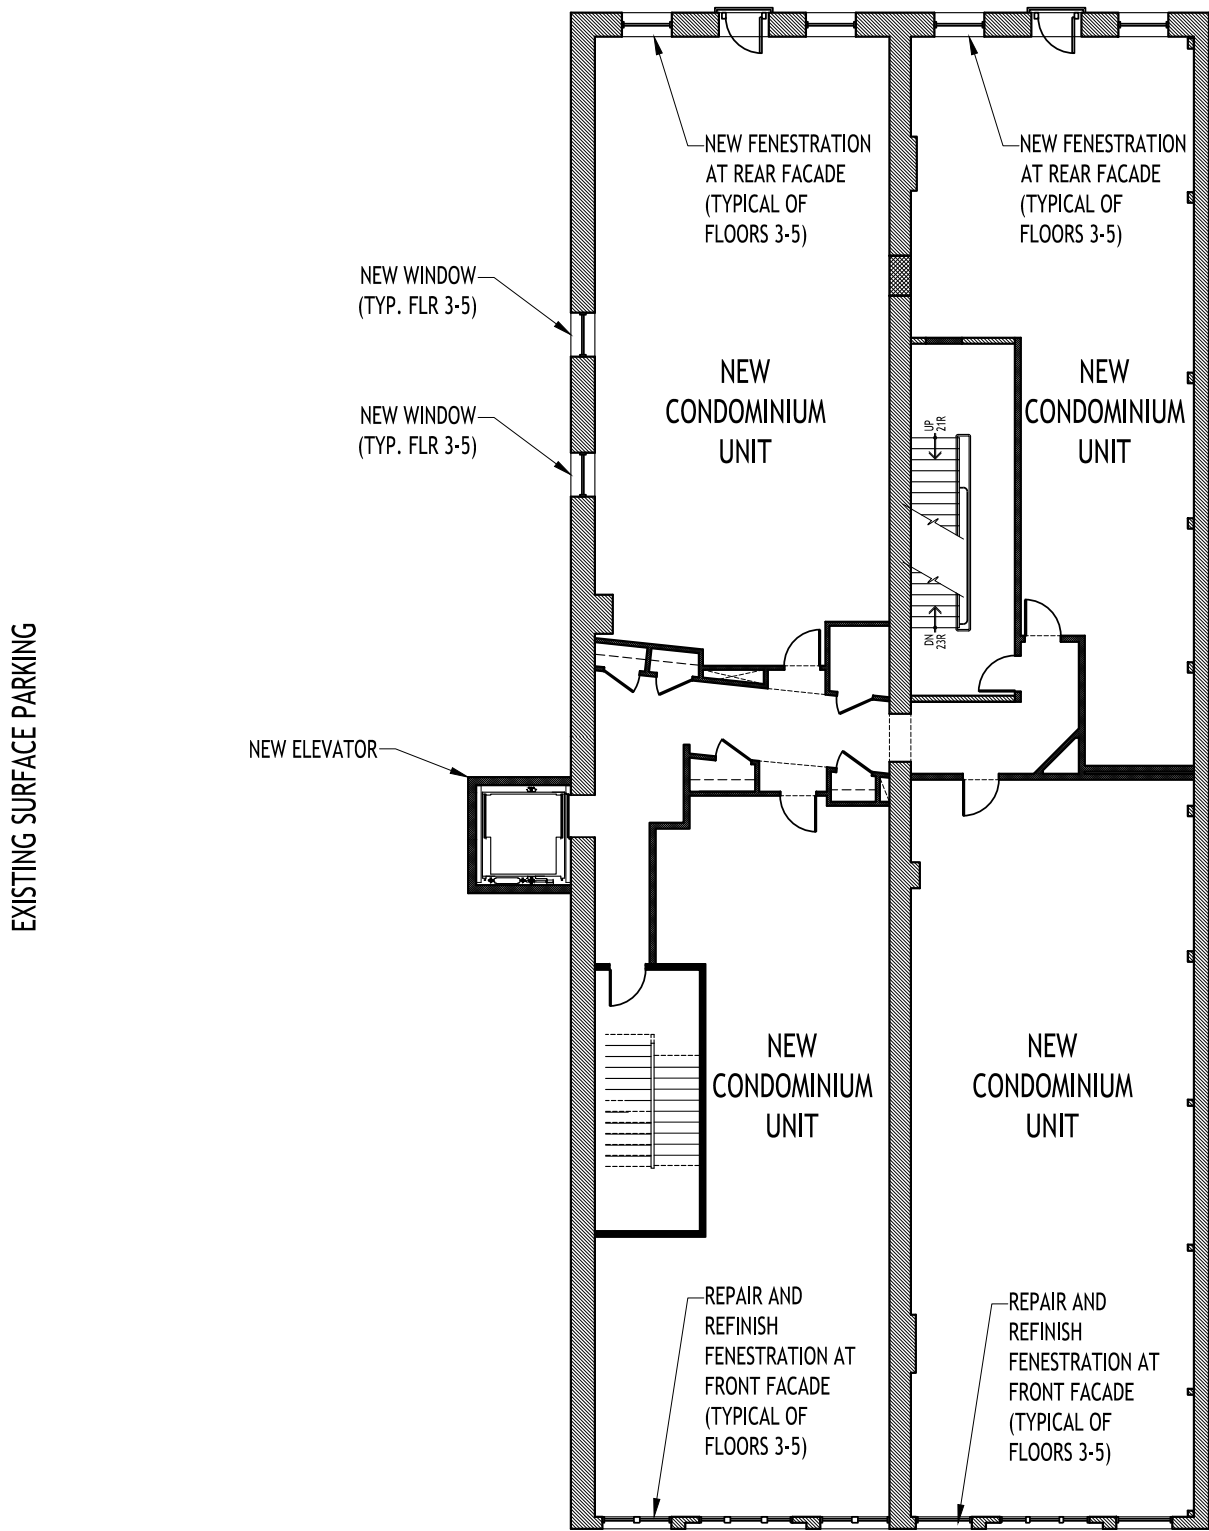 NEW FENESTRATION
AT REAR FACADE
(TYPICAL OF
FLOORS 3-5)
NEW FENESTRATION
AT REAR FACADE
(TYPICAL OF
FLOORS 3-5)
NEW WINDOW
(TYP. FLR 3-5)
NEW WINDOW
(TYP. FLR 3-5)
NEW
CONDOMINIUM
UNIT
NEW
CONDOMINIUM
UNIT
UP
21R
DN
23R
EXISTING SURFACE PARKING
NEW ELEVATOR
NEW
CONDOMINIUM
UNIT
NEW
CONDOMINIUM
UNIT
REPAIR AND
REFINISH
FENESTRATION AT
FRONT FACADE
(TYPICAL OF
FLOORS 3-5)
REPAIR AND
REFINISH
FENESTRATION AT
FRONT FACADE
(TYPICAL OF
FLOORS 3-5)